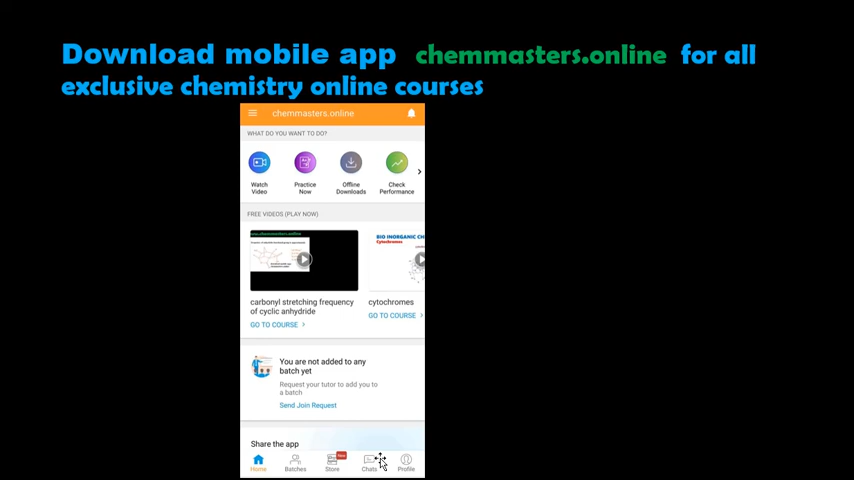 Download mobile app chemmasters.online for all
exclusive chemistry online courses
chemmasters.online
WHAT DO YOU WANT TO DO?
Watch Video
Practice Now
Offline Downloads
Check Performance
FREE VIDEOS (PLAY NOW)
BIO INORGANIC CH
Cytochromes
carbonyl stretching frequency
of cyclic anhydride
GO TO COURSE
cytochromes
GO TO COURSE
You are not added to any
batch yet
Request your tutor to add you to
a batch
Send Join Request
Share the app
New
Home
Batches
Store
Chats
Profile